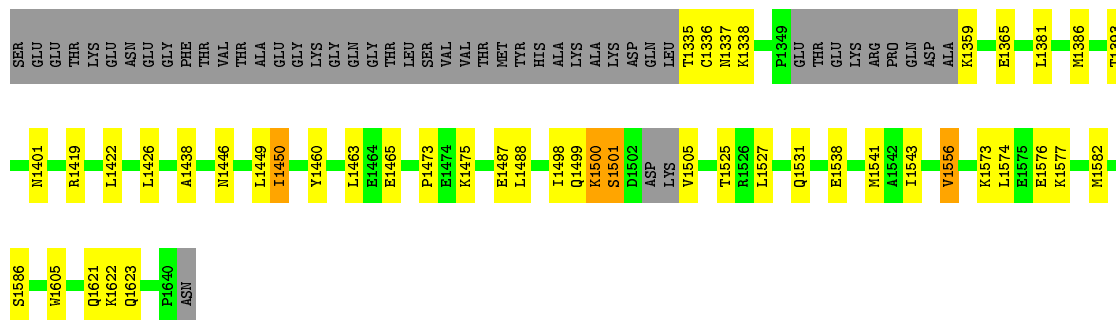 SER GLU GLU THR LYS GLU ASN GLU GLY PHE THR VAL THR ALA GLU GLY LYS GLY GLN GLY THR LEU SER VAL VAL THR MET TYR HIS ALA LYS ALA LYS ASP GLN LEU T1335 C1336 N1337 K1338 P1349 GLU THR GLU LYS ARG PRO GLN ASP ALA K1359 E1365 L1381 M1386 T1393
N1401 R1419 L1422 L1426 A1438 N1446 L1449 I1450 Y1460 L1463 E1464 E1465 P1473 E1474 K1475 E1487 L1488 I1498 Q1499 K1500 S1501 D1502 ASP LYS V1505 T1525 R1526 L1527 Q1531 E1538 M1541 A1542 I1543 V1556 K1573 L1574 E1575 E1576 K1577 M1582
S1586 W1605 Q1621 K1622 Q1623 P1640 ASN